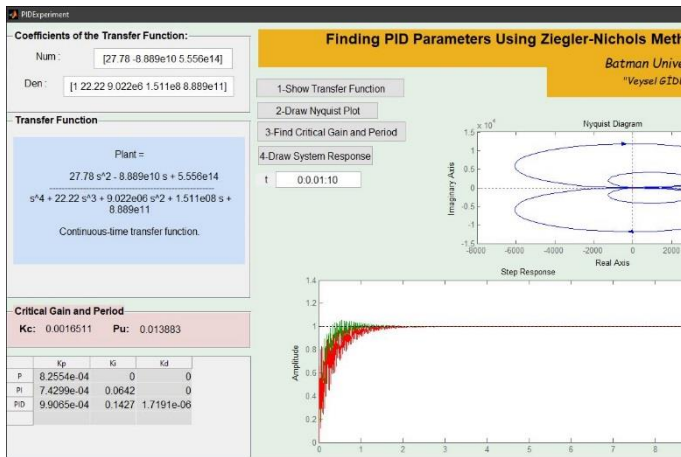 PIDExperiment
Coefficients of the Transfer Function:
Num :
[27.78 -8.889e10 5.556e14]
Den :
[1 22.22 9.022e6 1.511e8 8.889e11]
Transfer Function
Plant =
27.78 s^2 - 8.889e10 s + 5.556e14
s^4 + 22.22 s^3 + 9.022e06 s^2 + 1.511e08 s +
8.889e11
Continuous-time transfer function.
Critical Gain and Period
Kc: 0.0016511 Pu: 0.013883
Kp Ki Kd
P 8.2554e-04 0 0
PI 7.4299e-04 0.0642 0
PID 9.9065e-04 0.1427 1.7191e-06
Finding PID Parameters Using Ziegler-Nichols Meth
Batman Unive
"Veysel GİD
1-Show Transfer Function
2-Draw Nyquist Plot
3-Find Critical Gain and Period
4-Draw System Response
t 0:0.01:10
Nyquist Diagram
Imaginary Axis
1.5
1
0.5
0
-0.5
-1
-1.5
-8000 -6000 -4000 -2000 0 2000
Real Axis
Step Response
Amplitude
1.4
1.2
1
0.8
0.6
0.4
0.2
0
0 1 2 3 4 5 6 7 8